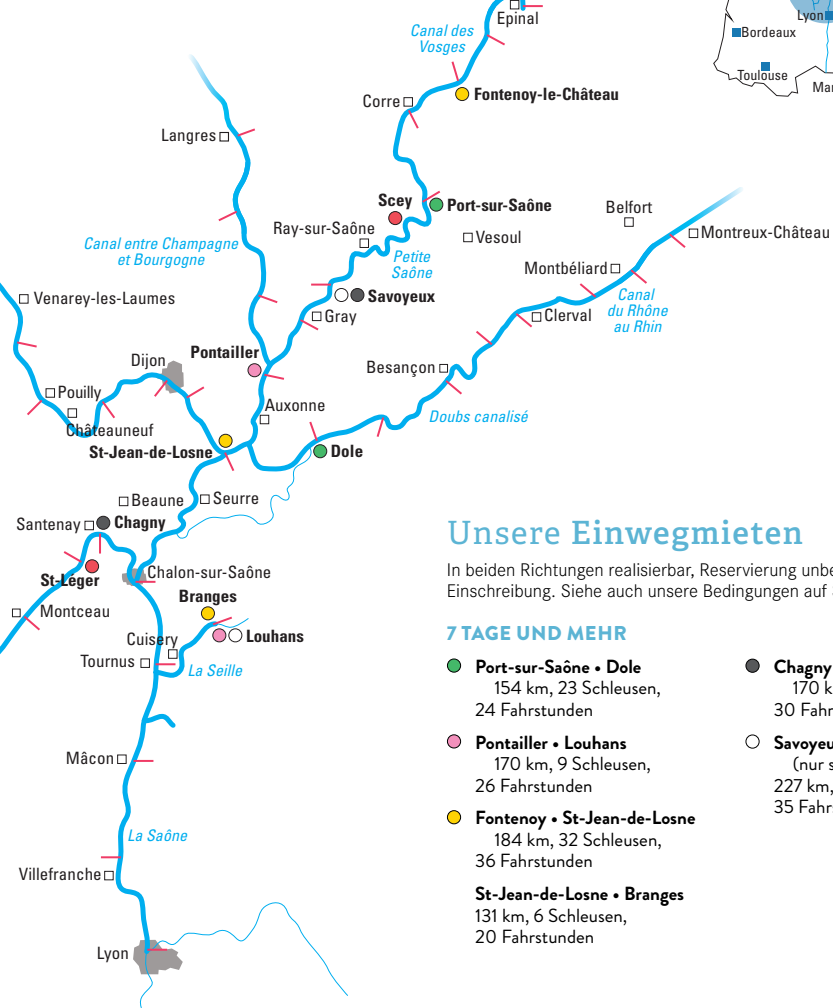 Epinal
Canal des
Vosges
Lyon
Bordeaux
Toulouse
Corre
Fontenoy-le-Château
Langres
Scey
Port-sur-Saône
Belfort
Ray-sur-Saône
Vesoul
Montreux-Château
Canal entre Champagne
et Bourgogne
Petite
Saône
Montbéliard
Venarey-les-Laumes
Savoyeux
Canal
du Rhône
au Rhin
Gray
Clerval
Dijon
Pontailler
Besançon
Pouilly
Châteauneuf
Auxonne
Doubs canalisé
St-Jean-de-Losne
Dole
Beaune
Seurre
Santenay
Chagny
St-Léger
Chalon-sur-Saône
Branges
Montceau
Cuisery
Louhans
Tournus
La Seille
Mâcon
La Saône
Villefranche
Lyon
Unsere Einwegmieten
In beiden Richtungen realisierbar, Reservierung
Einschreibung. Siehe auch unsere Bedingungen auf
7 TAGE UND MEHR
Port-sur-Saône • Dole
154 km, 23 Schleusen,
24 Fahrstunden
Pontailler • Louhans
170 km, 9 Schleusen,
26 Fahrstunden
Fontenoy • St-Jean-de-Losne
184 km, 32 Schleusen,
36 Fahrstunden
St-Jean-de-Losne • Branges
131 km, 6 Schleusen,
20 Fahrstunden
Chagny
170 k
30 Fahr
Savoyeu
(nur s
227 km,
35 Fahr